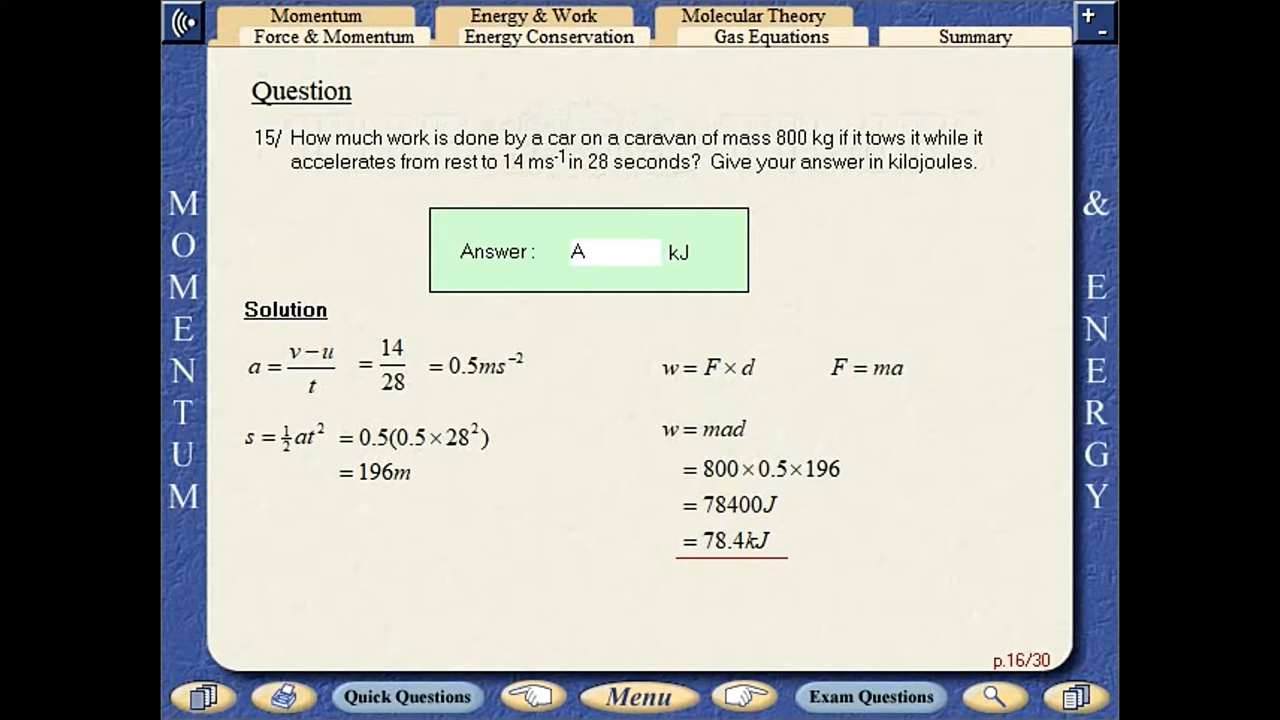 Momentum
Energy & Work
Molecular Theory
+
-
Force & Momentum
Energy Conservation
Gas Equations
Summary
MOMENTUM
& ENERGY
Question
15/ How much work is done by a car on a caravan of mass 800 kg if it tows it while it
accelerates from rest to 14 ms⁻¹ in 28 seconds? Give your answer in kilojoules.
Answer : A kJ
Solution
a = (v − u)/t = 14/28 = 0.5ms⁻²
s = ½at² = 0.5(0.5×28²)
= 196m
w = F × d F = ma
w = mad
= 800×0.5×196
= 78400J
= 78.4kJ
p.16/30
Quick Questions
Menu
Exam Questions